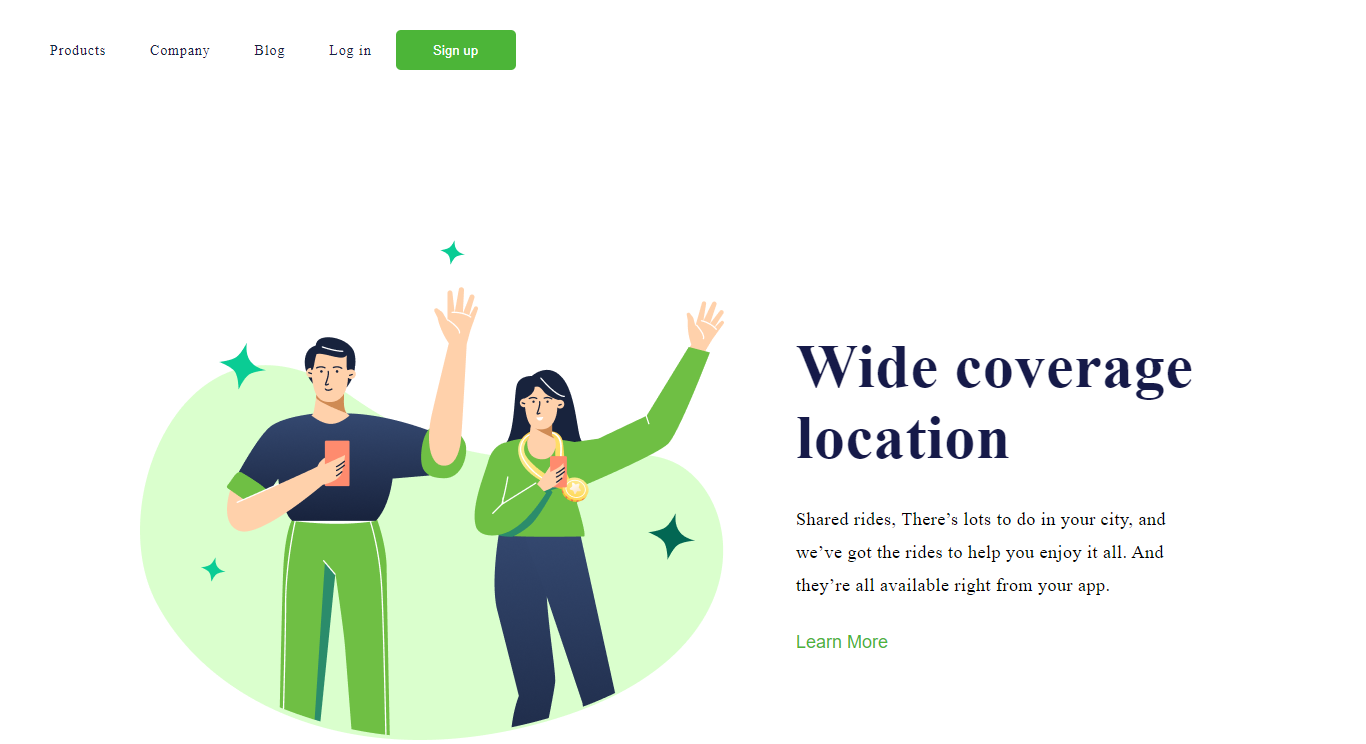 Products Company Blog Log in Sign up
Wide coverage
location
Shared rides, There’s lots to do in your city, and
we’ve got the rides to help you enjoy it all. And
they’re all available right from your app.
Learn More